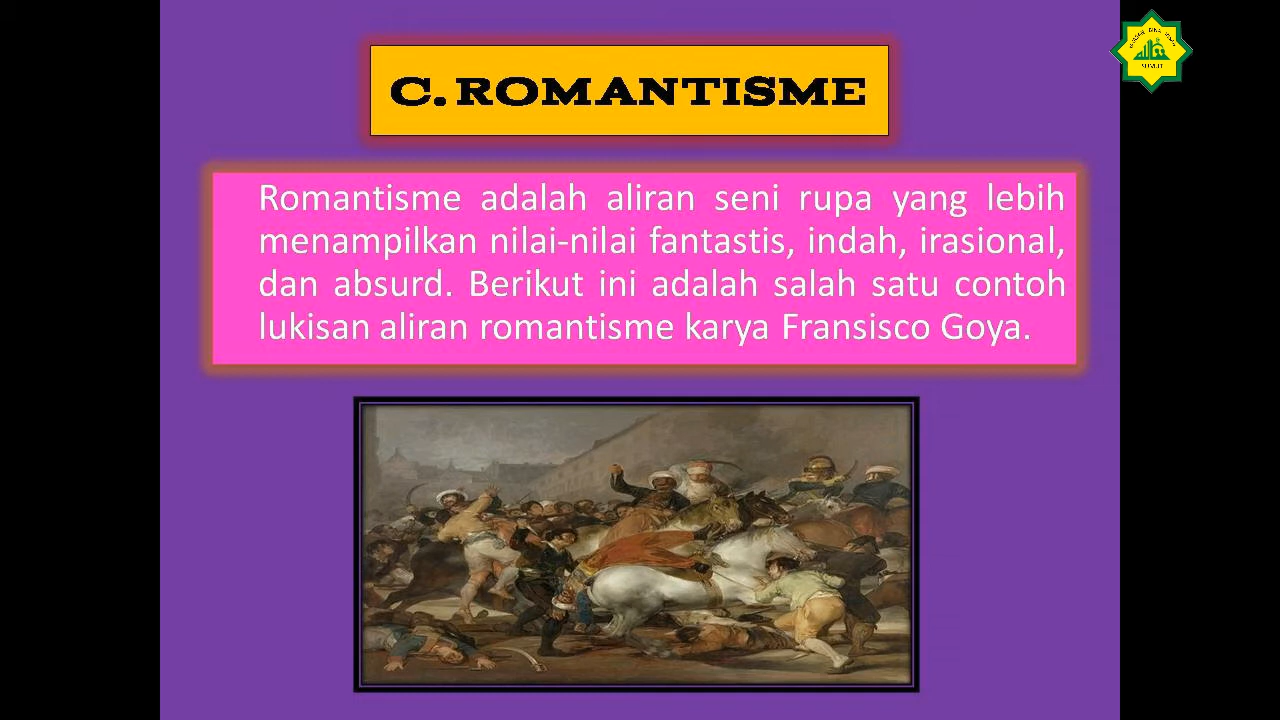 C. ROMANTISME
Romantisme adalah aliran seni rupa yang lebih
menampilkan nilai-nilai fantastis, indah, irasional,
dan absurd. Berikut ini adalah salah satu contoh
lukisan aliran romantisme karya Fransisco Goya.